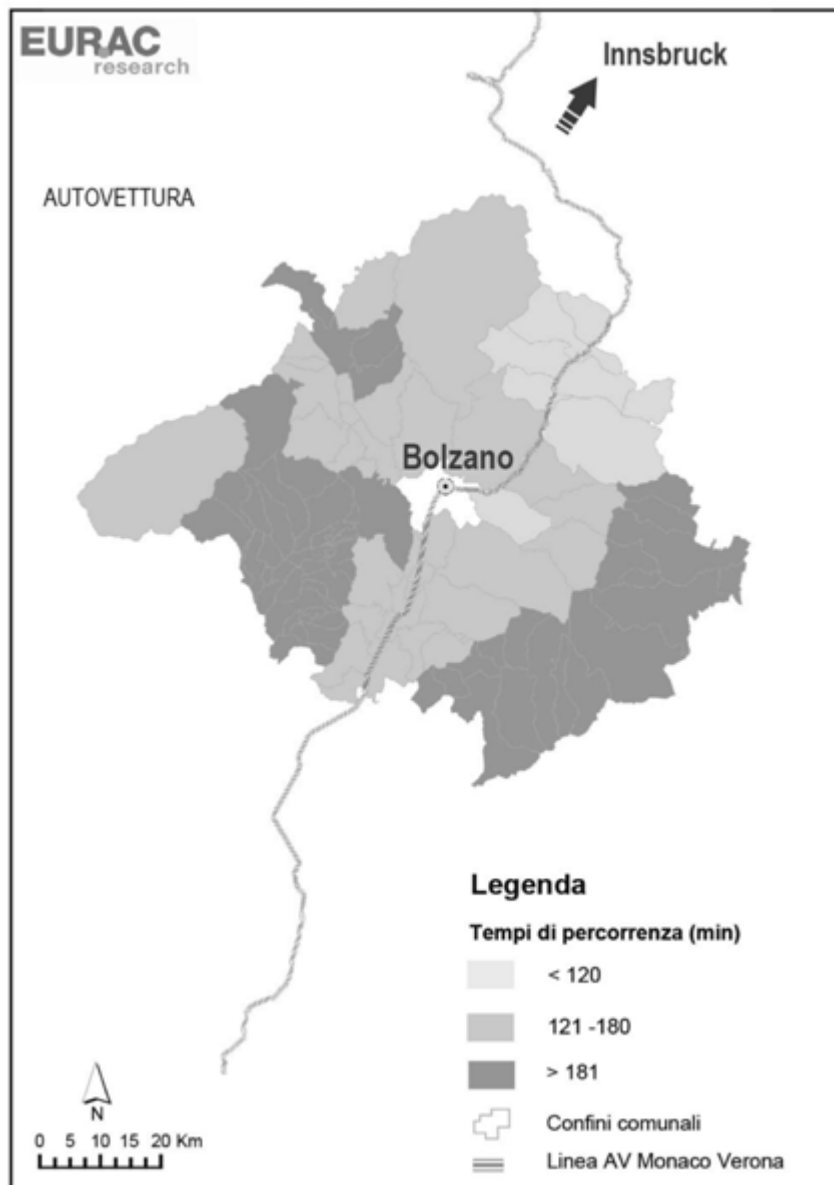 EURAC
research
Innsbruck
AUTOVETTURA
Bolzano
Legenda
Tempi di percorrenza (min)
< 120
121 -180
> 181
Confini comunali
Linea AV Monaco Verona
N
0 5 10 15 20 Km